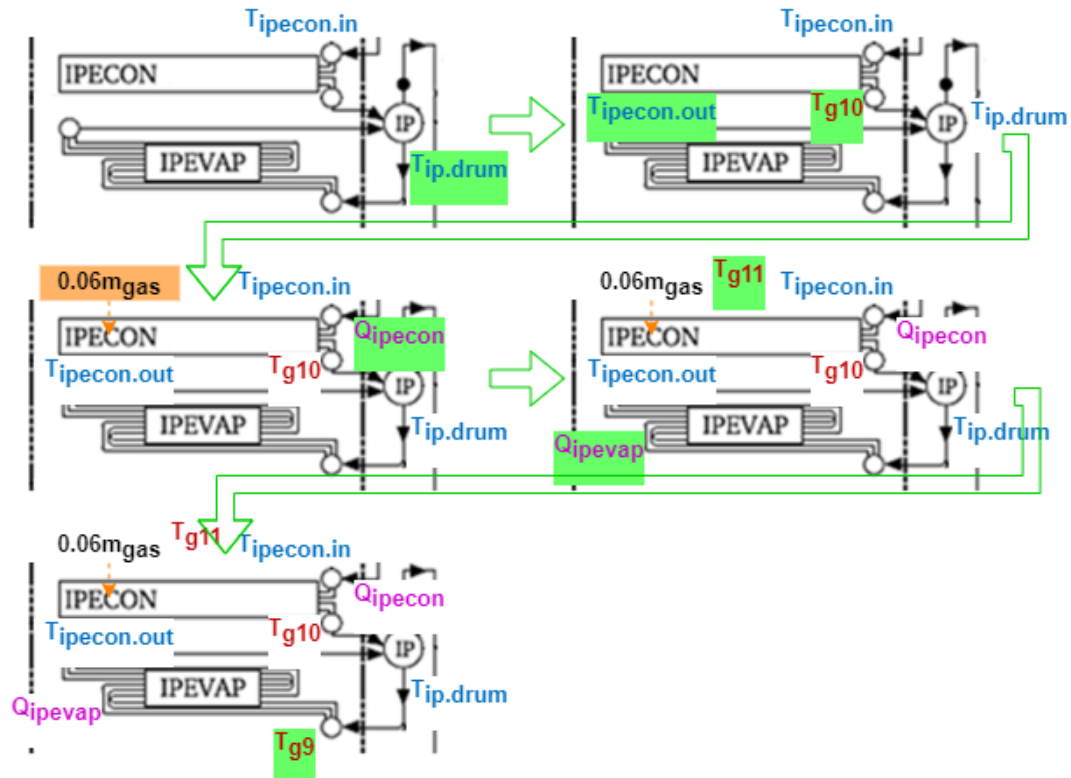 Tipecon.in
IPECON
IP
IPEVAP
Tip.drum
Tipecon.in
IPECON
Tipecon.out
Tg10
IP
Tip.drum
IPEVAP
0.06mgas
Tipecon.in
IPECON
Qipecon
Tipecon.out
Tg10
IP
IPEVAP
Tip.drum
0.06mgas
Tg11
Tipecon.in
IPECON
Qipecon
Tipecon.out
Tg10
IP
IPEVAP
Tip.drum
Qipevap
0.06mgas
Tg11
Tipecon.in
IPECON
Qipecon
Tipecon.out
Tg10
IP
IPEVAP
Tip.drum
Qipevap
Tg9